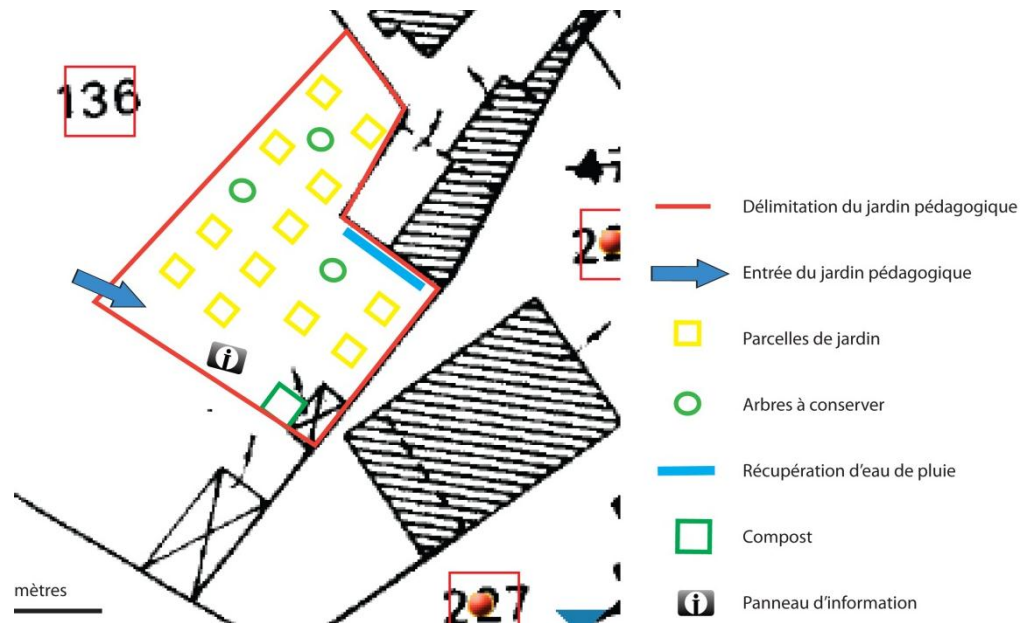 136
Délimitation du jardin pédagogique
Entrée du jardin pédagogique
Parcelles de jardin
Arbres à conserver
Récupération d'eau de pluie
Compost
Panneau d'information
mètres
227